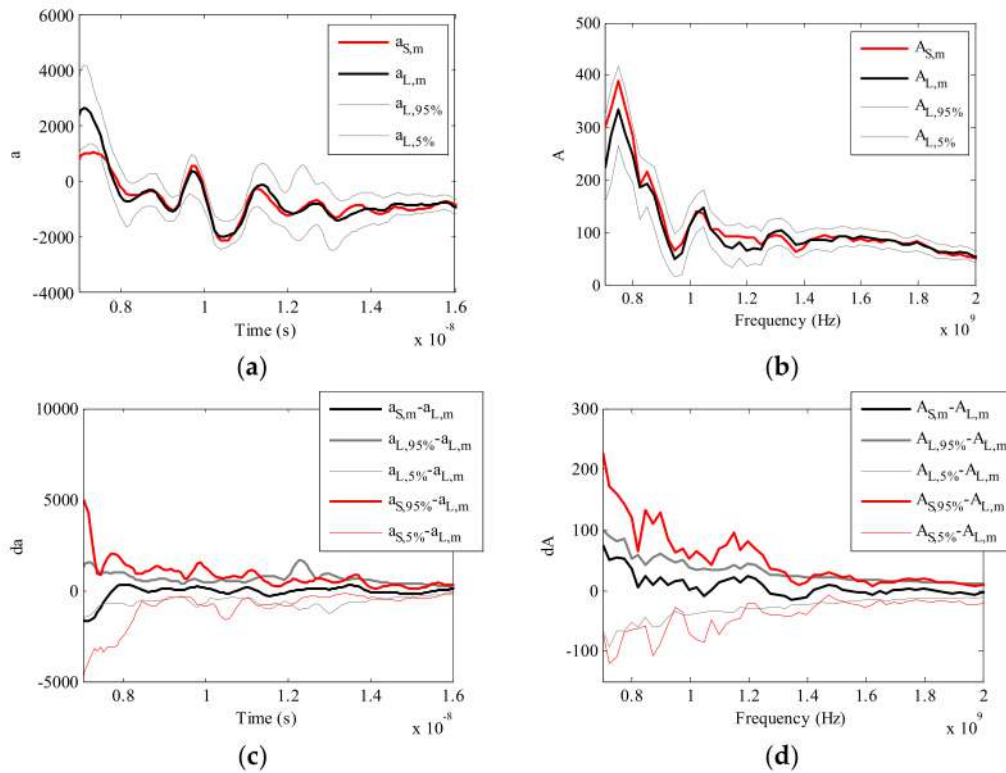 6000
4000
2000
0
-2000
-4000
a
0.8
1
1.2
1.4
1.6
Time (s)
x 10^-8
a_S,m
a_L,m
a_L,95%
a_L,5%
(a)
500
400
300
200
100
0
A
0.8
1
1.2
1.4
1.6
1.8
2
Frequency (Hz)
x 10^9
A_S,m
A_L,m
A_L,95%
A_L,5%
(b)
10000
5000
0
-5000
da
0.8
1
1.2
1.4
1.6
Time (s)
x 10^-8
a_S,m-a_L,m
a_L,95%-a_L,m
a_L,5%-a_L,m
a_S,95%-a_L,m
a_S,5%-a_L,m
(c)
300
200
100
0
-100
dA
0.8
1
1.2
1.4
1.6
1.8
2
Frequency (Hz)
x 10^9
A_S,m-A_L,m
A_L,95%-A_L,m
A_L,5%-A_L,m
A_S,95%-A_L,m
A_S,5%-A_L,m
(d)